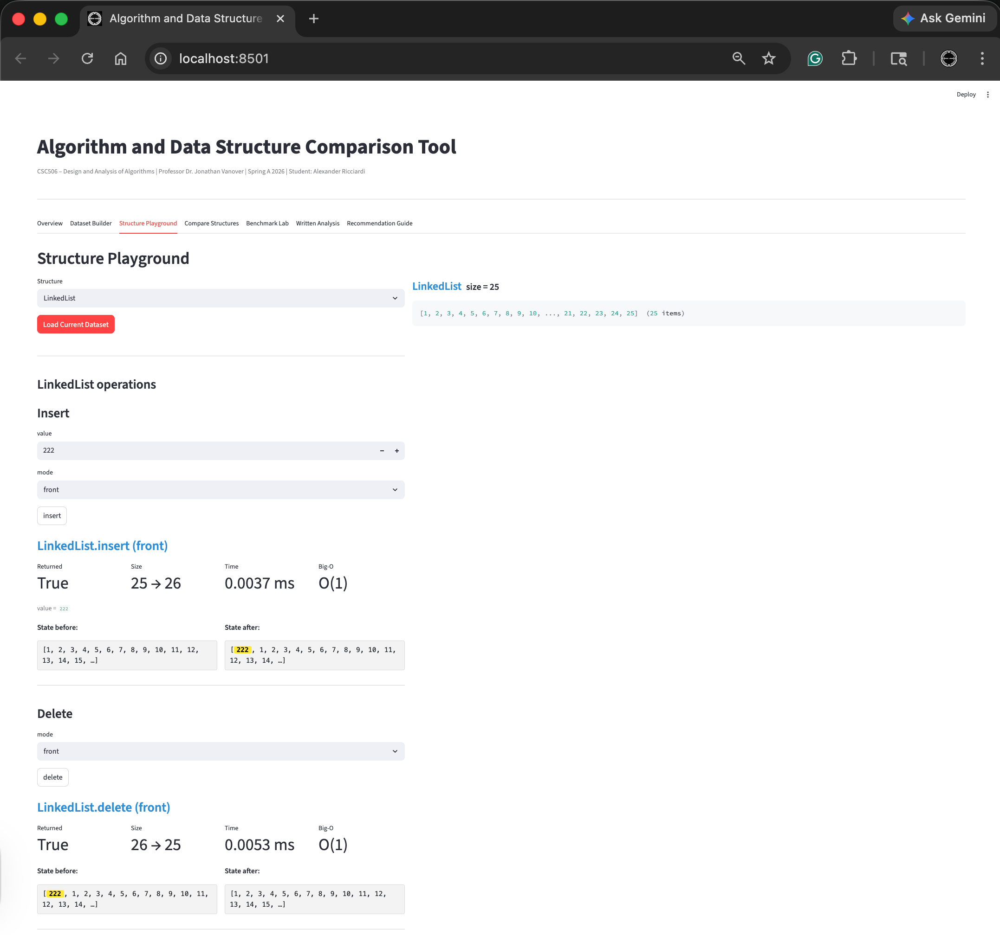 Algorithm and Data Structure
Ask Gemini
localhost:8501
Deploy
Algorithm and Data Structure Comparison Tool
CSC506 – Design and Analysis of Algorithms | Professor Dr. Jonathan Vanover | Spring A 2026 | Student: Alexander Ricciardi
Overview Dataset Builder Structure Playground Compare Structures Benchmark Lab Written Analysis Recommendation Guide
Structure Playground
Structure
LinkedList
Load Current Dataset
LinkedList size = 25
[1, 2, 3, 4, 5, 6, 7, 8, 9, 10, ..., 21, 22, 23, 24, 25] (25 items)
LinkedList operations
Insert
value
222 − +
mode
front
insert
LinkedList.insert (front)
Returned Size Time Big-O
True 25 → 26 0.0037 ms O(1)
value = 222
State before: State after:
[1, 2, 3, 4, 5, 6, 7, 8, 9, 10, 11, 12,
13, 14, 15, …]
[222, 1, 2, 3, 4, 5, 6, 7, 8, 9, 10, 11,
12, 13, 14, …]
Delete
mode
front
delete
LinkedList.delete (front)
Returned Size Time Big-O
True 26 → 25 0.0053 ms O(1)
State before: State after:
[222, 1, 2, 3, 4, 5, 6, 7, 8, 9, 10, 11,
12, 13, 14, …]
[1, 2, 3, 4, 5, 6, 7, 8, 9, 10, 11, 12,
13, 14, 15, …]